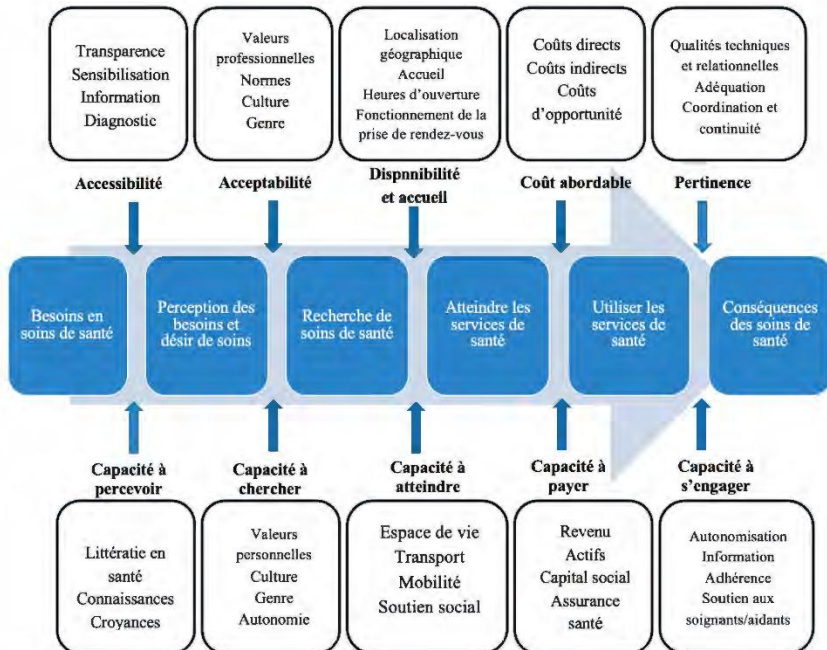 Transparence
Sensibilisation
Information
Diagnostic
Valeurs
professionnelles
Normes
Culture
Genre
Localisation
géographique
Accueil
Heures d'ouverture
Fonctionnement de la
prise de rendez-vous
Coûts directs
Coûts indirects
Coûts
d'opportunité
Qualités techniques
et relationnelles
Adéquation
Coordination et
continuité
Accessibilité
Acceptabilité
Dispnnibilité
et accueil
Coût abordable
Pertinence
Besoins en
soins de santé
Perception des
besoins et
désir de soins
Recherche de
soins de santé
Atteindre les
services de
santé
Utiliser les
services de
santé
Conséquences
des soins de
santé
Capacité à
percevoir
Capacité à
chercher
Capacité à
atteindre
Capacité à
payer
Capacité à
s'engager
Littératie en
santé
Connaissances
Croyances
Valeurs
personnelles
Culture
Genre
Autonomie
Espace de vie
Transport
Mobilité
Soutien social
Revenu
Actifs
Capital social
Assurance
santé
Autonomisation
Information
Adhérence
Soutien aux
soignants/aidants